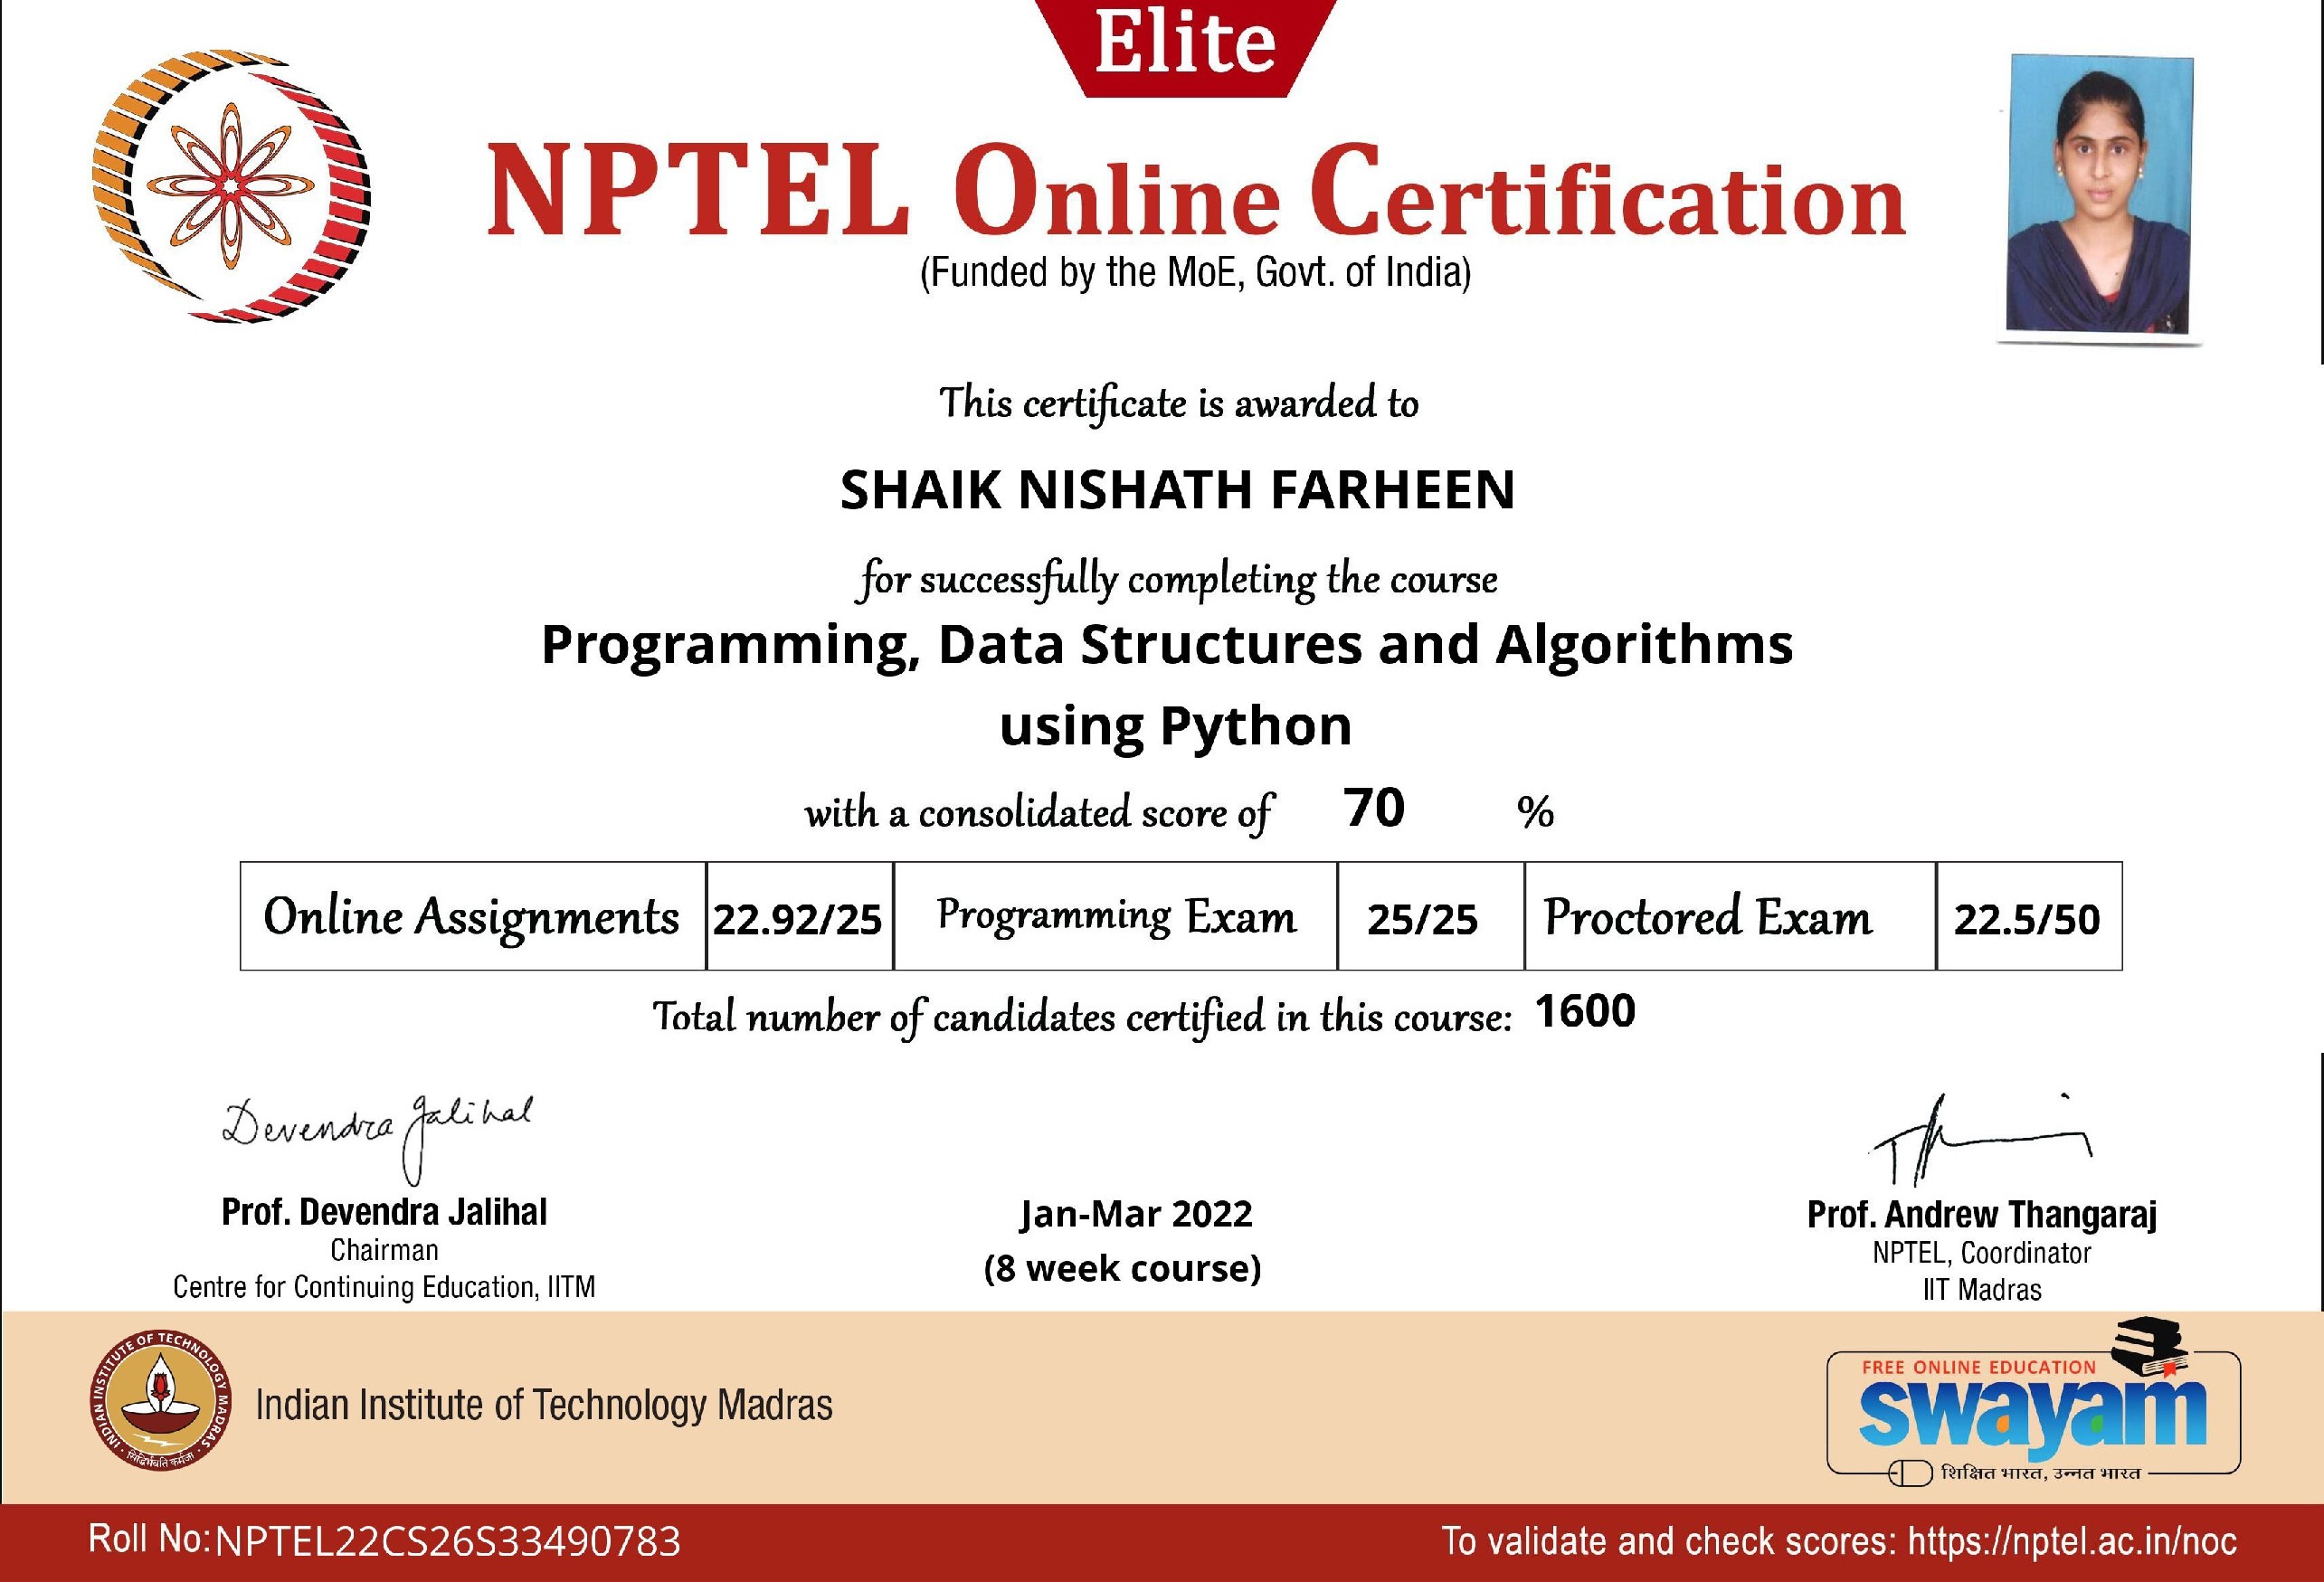 Elite
NPTEL Online Certification
(Funded by the MoE, Govt. of India)
This certificate is awarded to
SHAIK NISHATH FARHEEN
for successfully completing the course
Programming, Data Structures and Algorithms
using Python
with a consolidated score of 70 %
Online Assignments 22.92/25 Programming Exam 25/25 Proctored Exam 22.5/50
Total number of candidates certified in this course: 1600
Devendra Jalihal
Prof. Devendra Jalihal
Chairman
Centre for Continuing Education, IITM
Jan-Mar 2022
(8 week course)
Prof. Andrew Thangaraj
NPTEL, Coordinator
IIT Madras
INDIAN INSTITUTE OF TECHNOLOGY MADRAS
सिद्धिर्भवति कर्मजा
Indian Institute of Technology Madras
FREE ONLINE EDUCATION
swayam
शिक्षित भारत, उन्नत भारत
Roll No: NPTEL22CS26S33490783
To validate and check scores: https://nptel.ac.in/noc